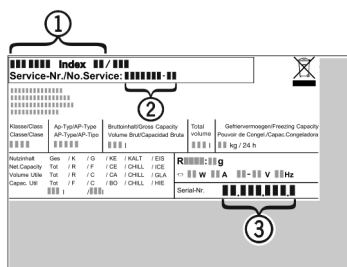 1
Index /
Service-Nr./No.Service: -
2
Klasse/Class
Classe/Clase
Ap-Typ/AP-Type
AP-Type/AP-Tipo
Bruttoinhalt/Gross Capacity
Volume Brut/Capacidad Bruta
l
Total
volume
l
Gefriervermoegen/Freezing Capacity
Pouvoir de Congel/Capac.Congeladora
kg / 24 h
Nutzinhalt Ges / K / G / KE / KALT / EIS
Net.Capacity Tot / R / F / CE / CHILL / ICE
Volume Utile Tot / R / C / CA / CHILL / GLA
Capac. Util Tot / F / C / BO / CHILL / HIE
l / l
R : g
W A - V Hz
Serial-Nr. . . .
3